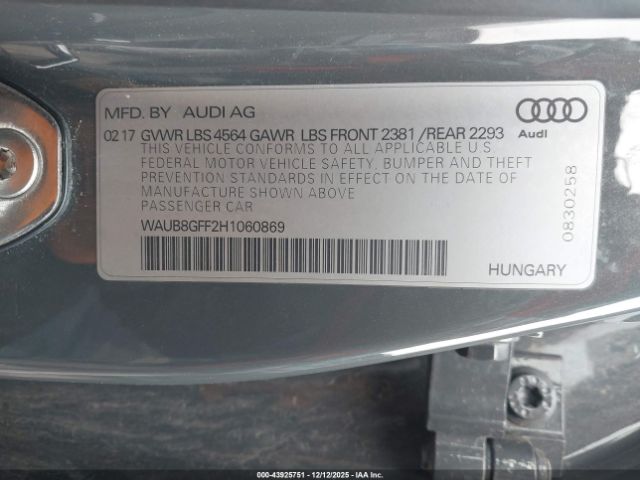 MFD. BY AUDI AG
02 17 GVWR LBS 4564 GAWR LBS FRONT 2381 /REAR 2293
THIS VEHICLE CONFORMS TO ALL APPLICABLE U.S.
FEDERAL MOTOR VEHICLE SAFETY, BUMPER AND THEFT
PREVENTION STANDARDS IN EFFECT ON THE DATE OF
MANUFACTURE SHOWN ABOVE
PASSENGER CAR
WAUB8GFF2H1060869
Audi
0830258
HUNGARY
000-43925751 - 12/12/2025 - IAAI, Inc.